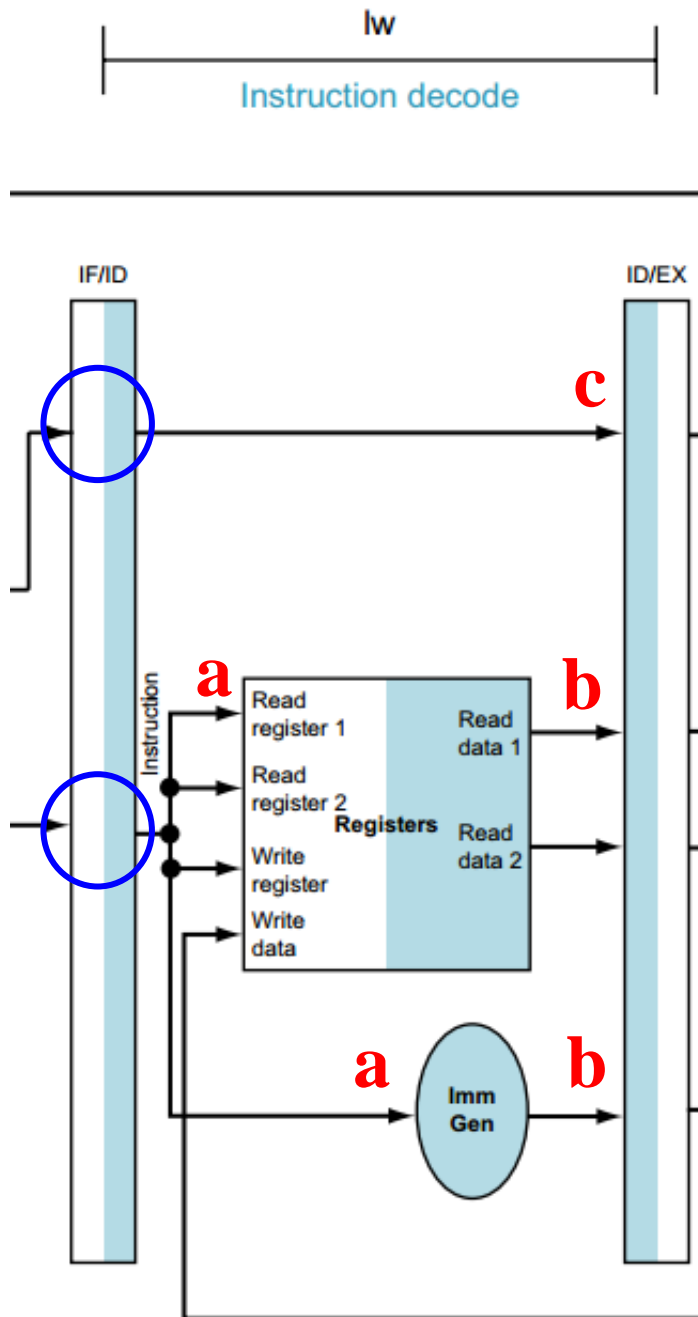 lw
Instruction decode
IF/ID
ID/EX
c
Instruction
a
b
Read
register 1
Read
data 1
Read
register 2
Registers
Read
data 2
Write
register
Write
data
a
b
Imm
Gen